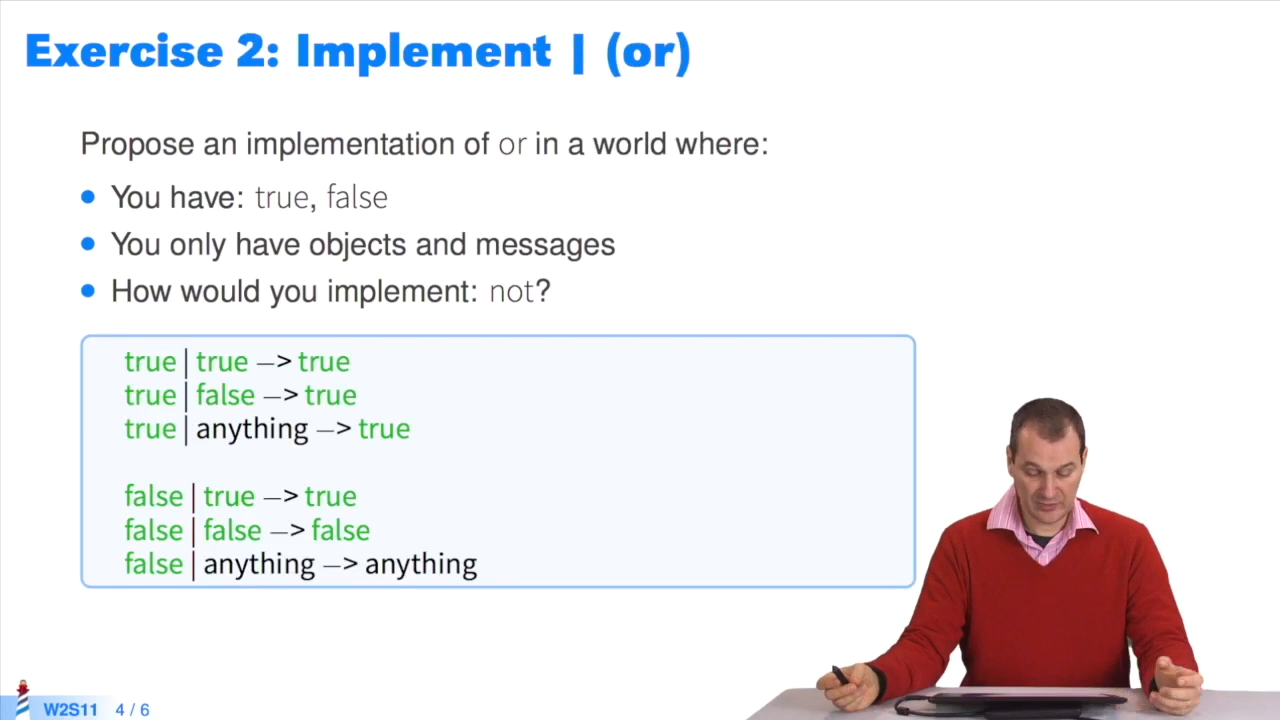 Exercise 2: Implement | (or)
Propose an implementation of or in a world where:
● You have: true, false
● You only have objects and messages
● How would you implement: not?
true | true —> true
true | false —> true
true | anything —> true
false | true —> true
false | false —> false
false | anything —> anything
W2S11 4 / 6